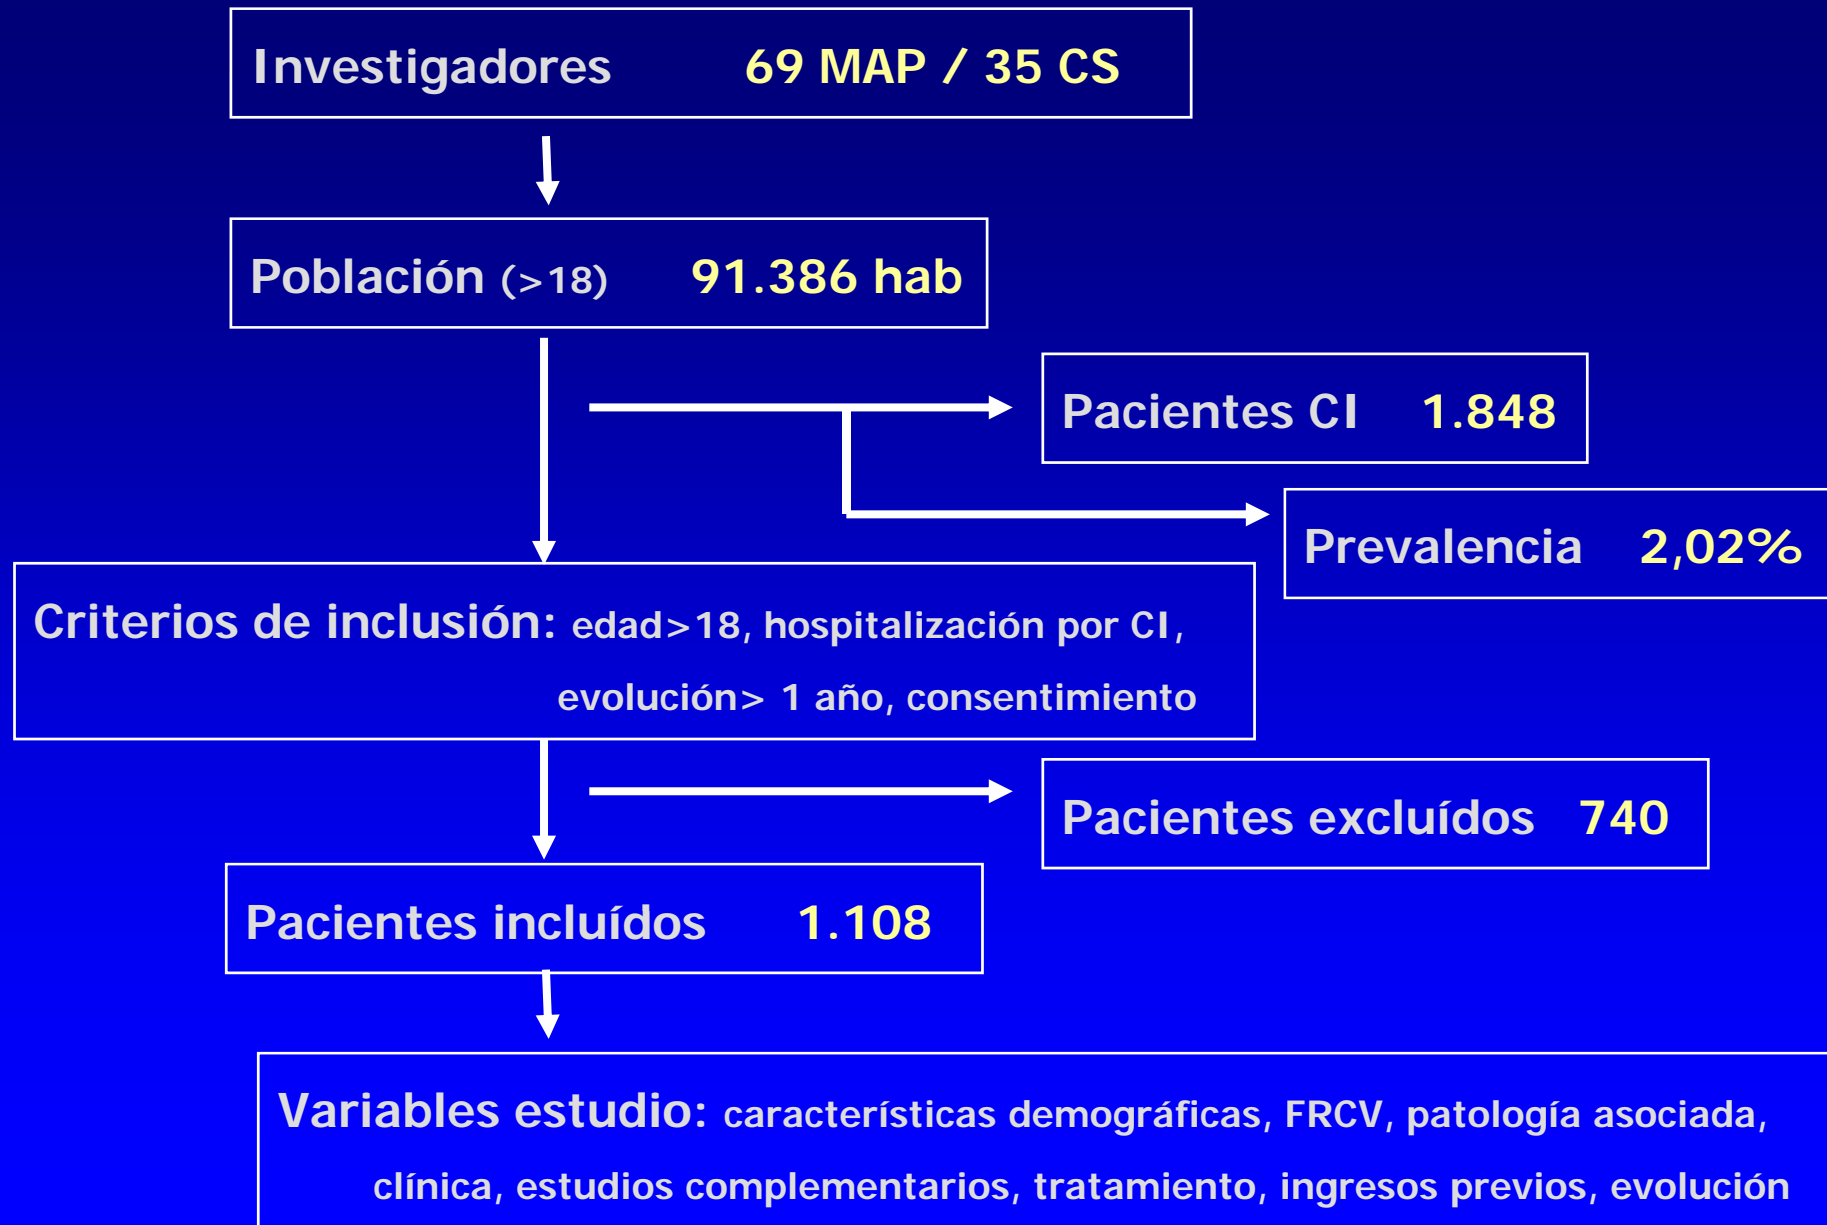 Investigadores 69 MAP / 35 CS
Población (>18) 91.386 hab
Pacientes CI 1.848
Prevalencia 2,02%
Criterios de inclusión: edad>18, hospitalización por CI,
evolución> 1 año, consentimiento
Pacientes excluídos 740
Pacientes incluídos 1.108
Variables estudio: características demográficas, FRCV, patología asociada,
clínica, estudios complementarios, tratamiento, ingresos previos, evolución